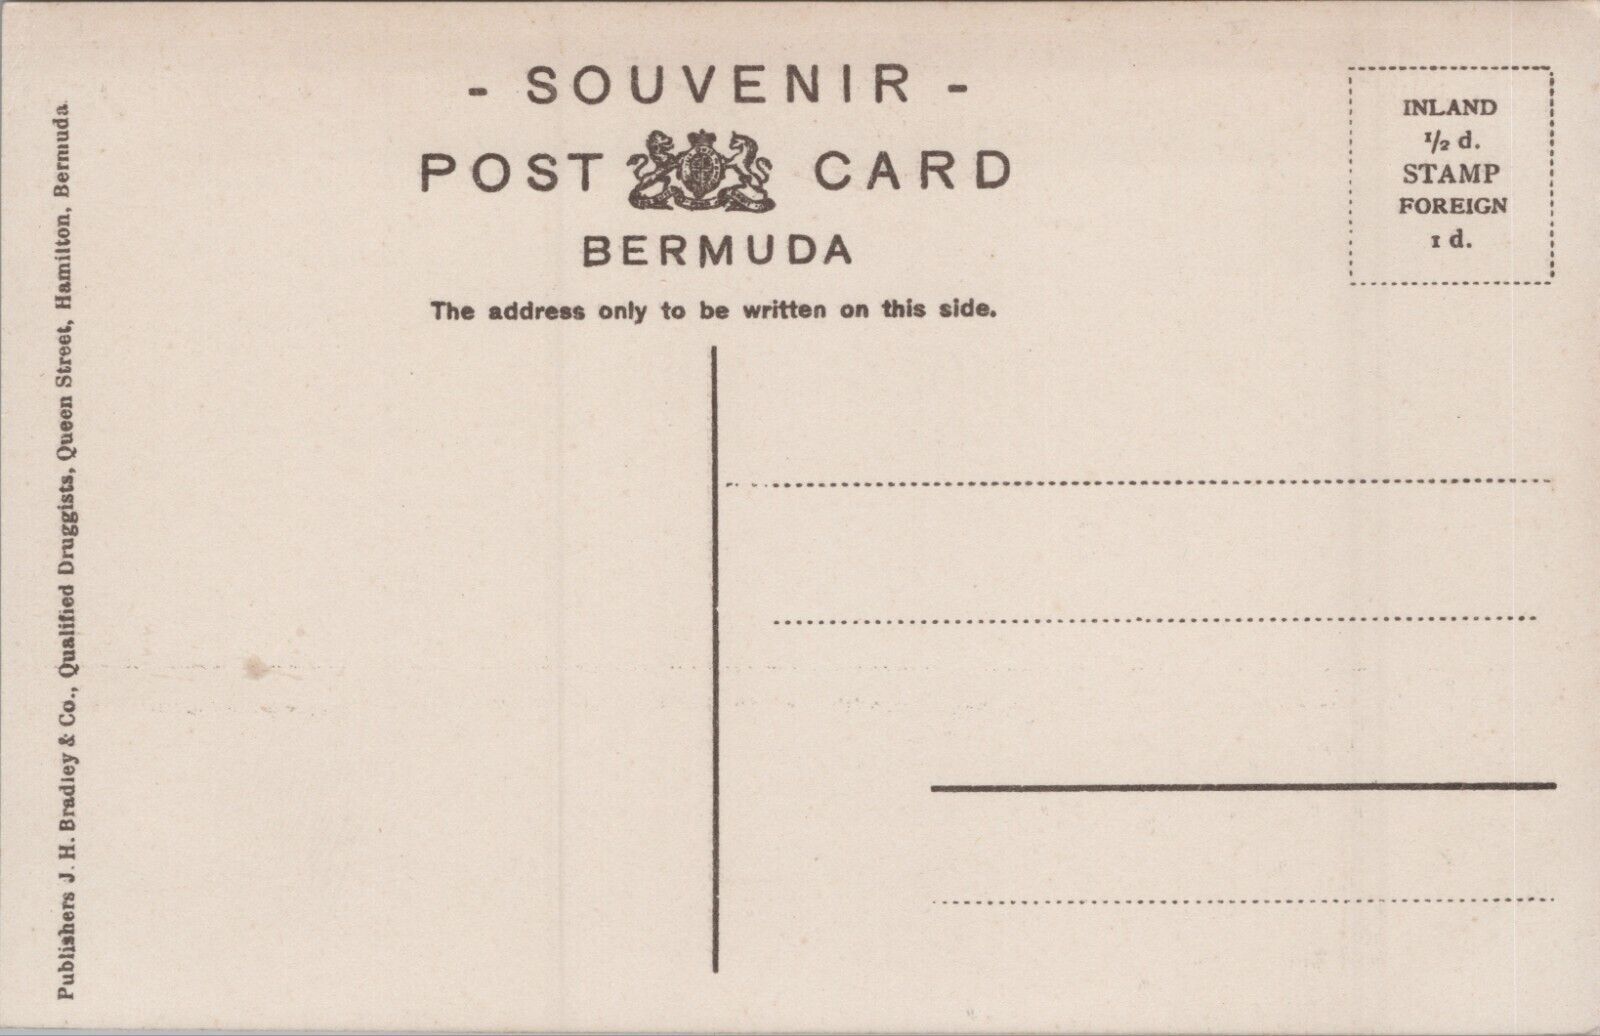 - SOUVENIR -
POST CARD
BERMUDA
The address only to be written on this side.
INLAND
1/2 d.
STAMP
FOREIGN
1 d.
Publishers J. H. Bradley & Co., Qualified Druggists, Queen Street, Hamilton, Bermuda